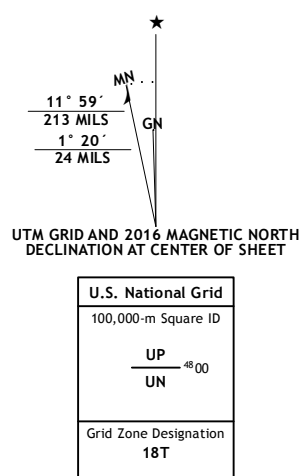 ★
MN
GN
11° 59´
213 MILS
1° 20´
24 MILS
UTM GRID AND 2016 MAGNETIC NORTH
DECLINATION AT CENTER OF SHEET
U.S. National Grid
100,000-m Square ID
UP
4800
UN
Grid Zone Designation
18T